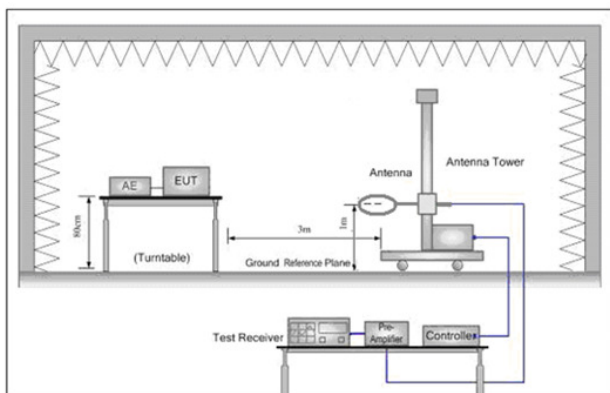 AE
EUT
Antenna
Antenna Tower
80cm
(Turntable)
3m
1m
Ground Reference Plane
Test Receiver
Pre-
Amplifier
Controller